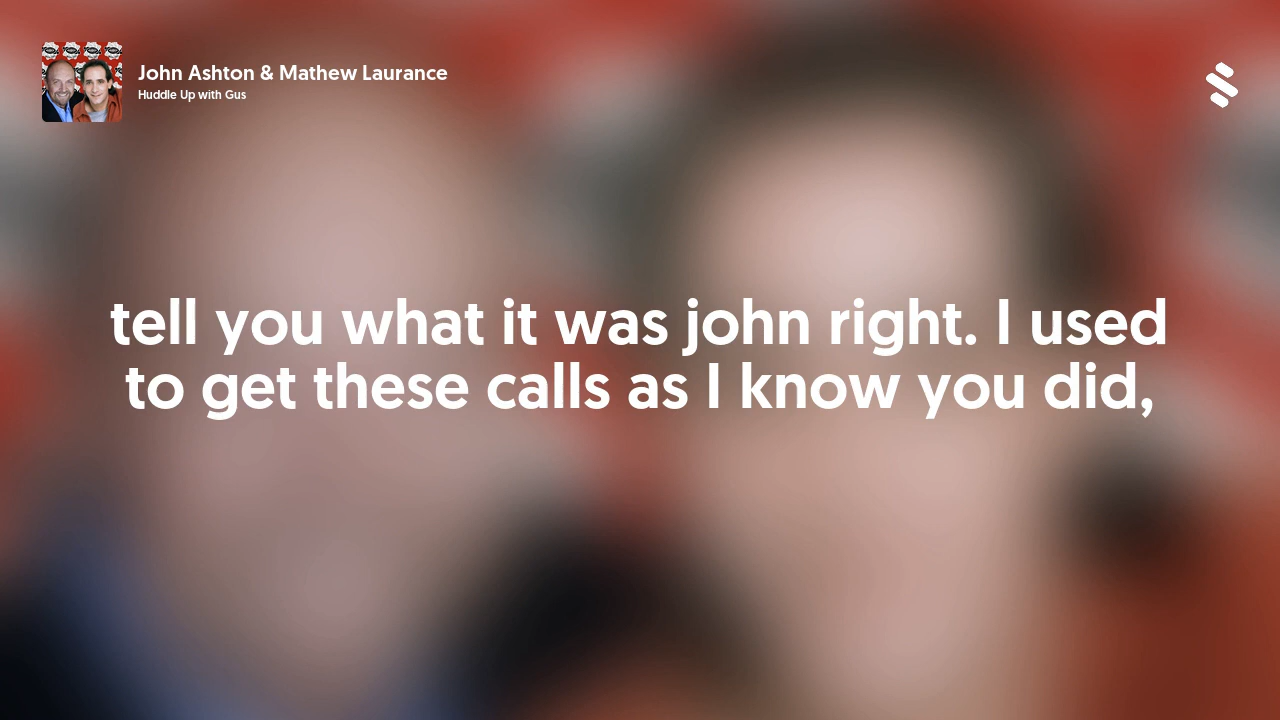 John Ashton & Mathew Laurance
Huddle Up with Gus
tell you what it was john right. I used
to get these calls as I know you did,